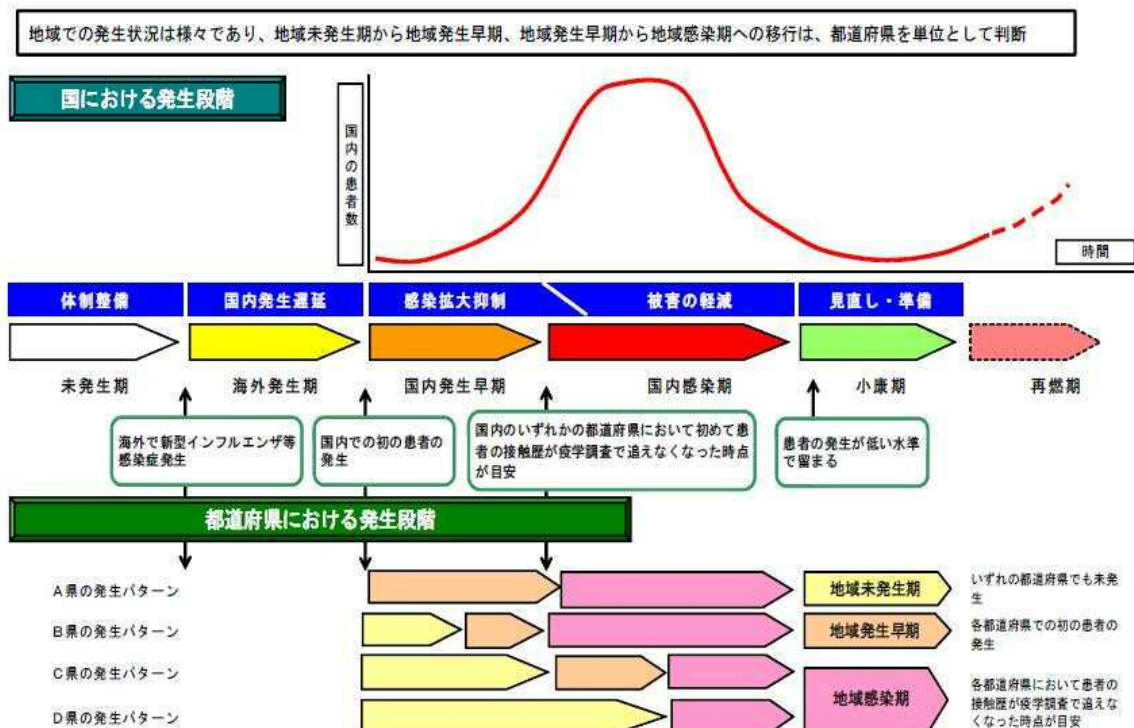 地域での発生状況は様々であり、地域未発生期から地域発生早期、地域発生早期から地域感染期への移行は、都道府県を単位として判断
国における発生段階
国内の患者数
時間
体制整備
国内発生遅延
感染拡大抑制
被害の軽減
見直し・準備
未発生期
海外発生期
国内発生早期
国内感染期
小康期
再燃期
海外で新型インフルエンザ等
感染症発生
国内での初の患者の
発生
国内のいずれかの都道府県において初めて患
者の接触歴が疫学調査で追えなくなった時点
が目安
患者の発生が低い水準
で留まる
都道府県における発生段階
A県の発生パターン
B県の発生パターン
C県の発生パターン
D県の発生パターン
地域未発生期
いずれの都道府県でも未発
生
地域発生早期
各都道府県での初の患者の
発生
地域感染期
各都道府県において患者の
接触歴が疫学調査で追えな
くなった時点が目安